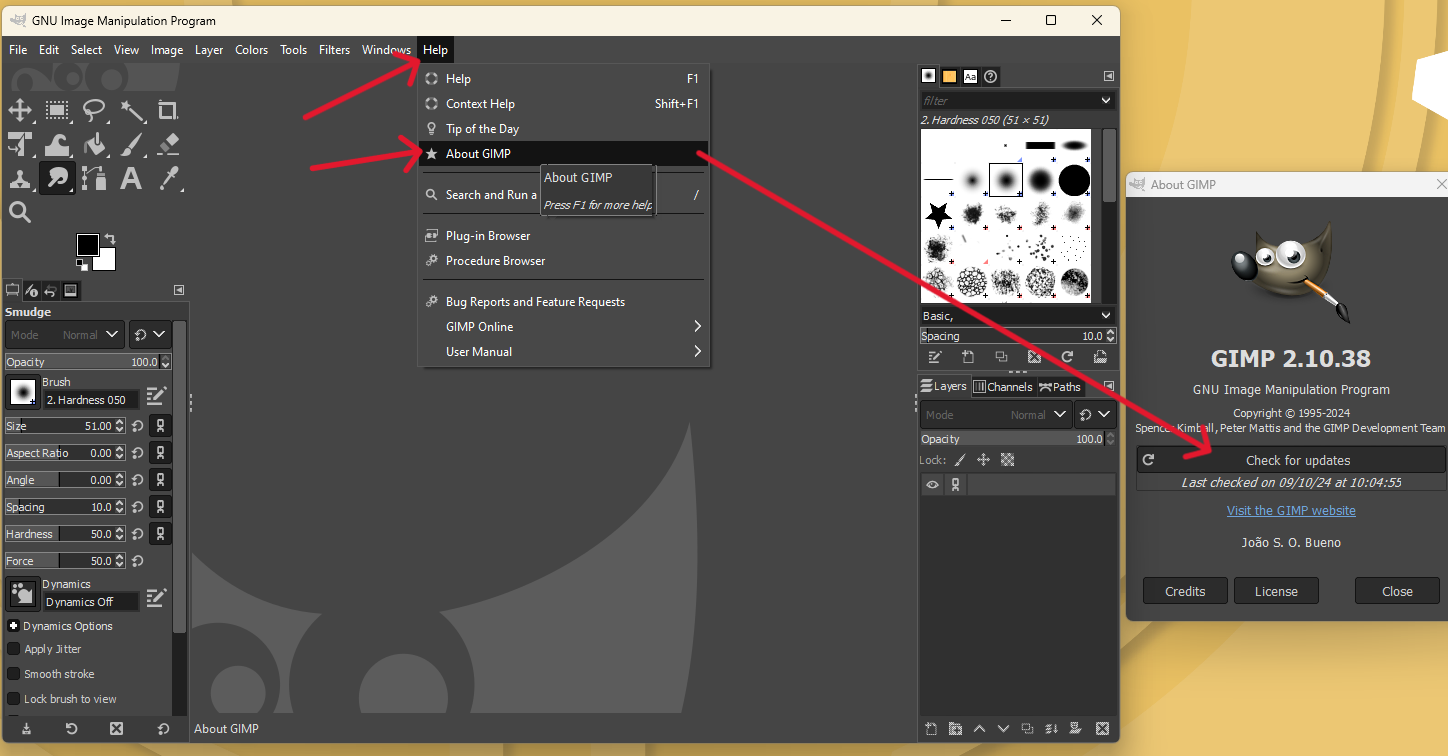 GNU Image Manipulation Program
File Edit Select View Image Layer Colors Tools Filters Windows Help
Help F1
Context Help Shift+F1
Tip of the Day
About GIMP
Search and Run a /
About GIMP
Press F1 for more help
Plug-in Browser
Procedure Browser
Bug Reports and Feature Requests
GIMP Online
User Manual
Smudge
Mode Normal
Opacity 100.0
Brush
2. Hardness 050
Size 51.00
Aspect Ratio 0.00
Angle 0.00
Spacing 10.0
Hardness 50.0
Force 50.0
Dynamics
Dynamics Off
Dynamics Options
Apply Jitter
Smooth stroke
Lock brush to view
About GIMP
Aa
filter
2. Hardness 050 (51 × 51)
Basic,
Spacing 10.0
Layers Channels Paths
Mode Normal
Opacity 100.0
Lock:
About GIMP
GIMP 2.10.38
GNU Image Manipulation Program
Copyright © 1995-2024
Spencer Kimball, Peter Mattis and the GIMP Development Team
Check for updates
Last checked on 09/10/24 at 10:04:55
Visit the GIMP website
João S. O. Bueno
Credits License Close